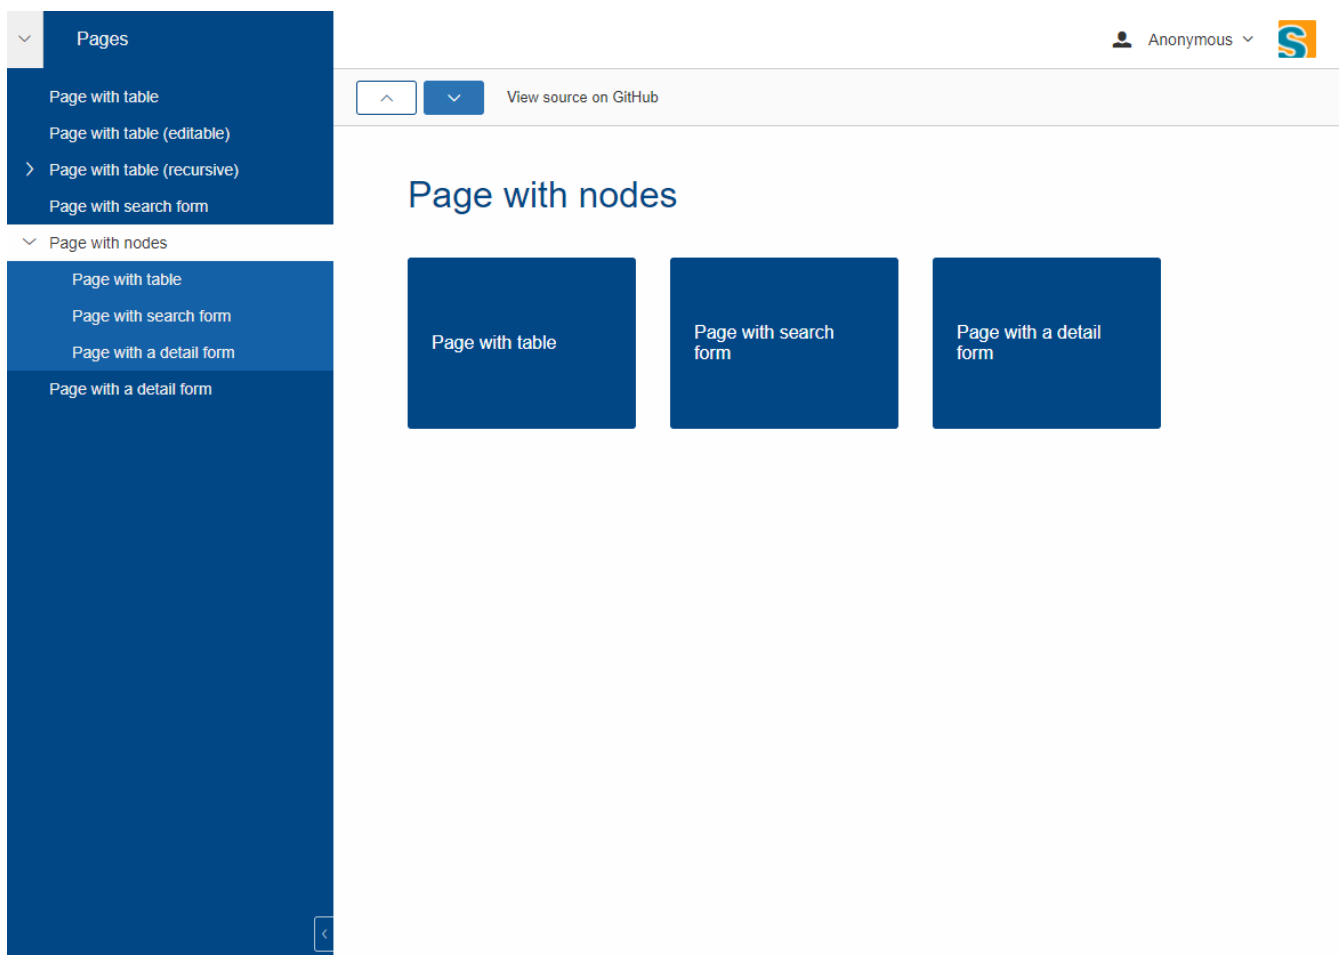 Pages
Anonymous
Page with table
Page with table (editable)
Page with table (recursive)
Page with search form
Page with nodes
Page with table
Page with search form
Page with a detail form
Page with a detail form
View source on GitHub
Page with nodes
Page with table
Page with search
form
Page with a detail
form